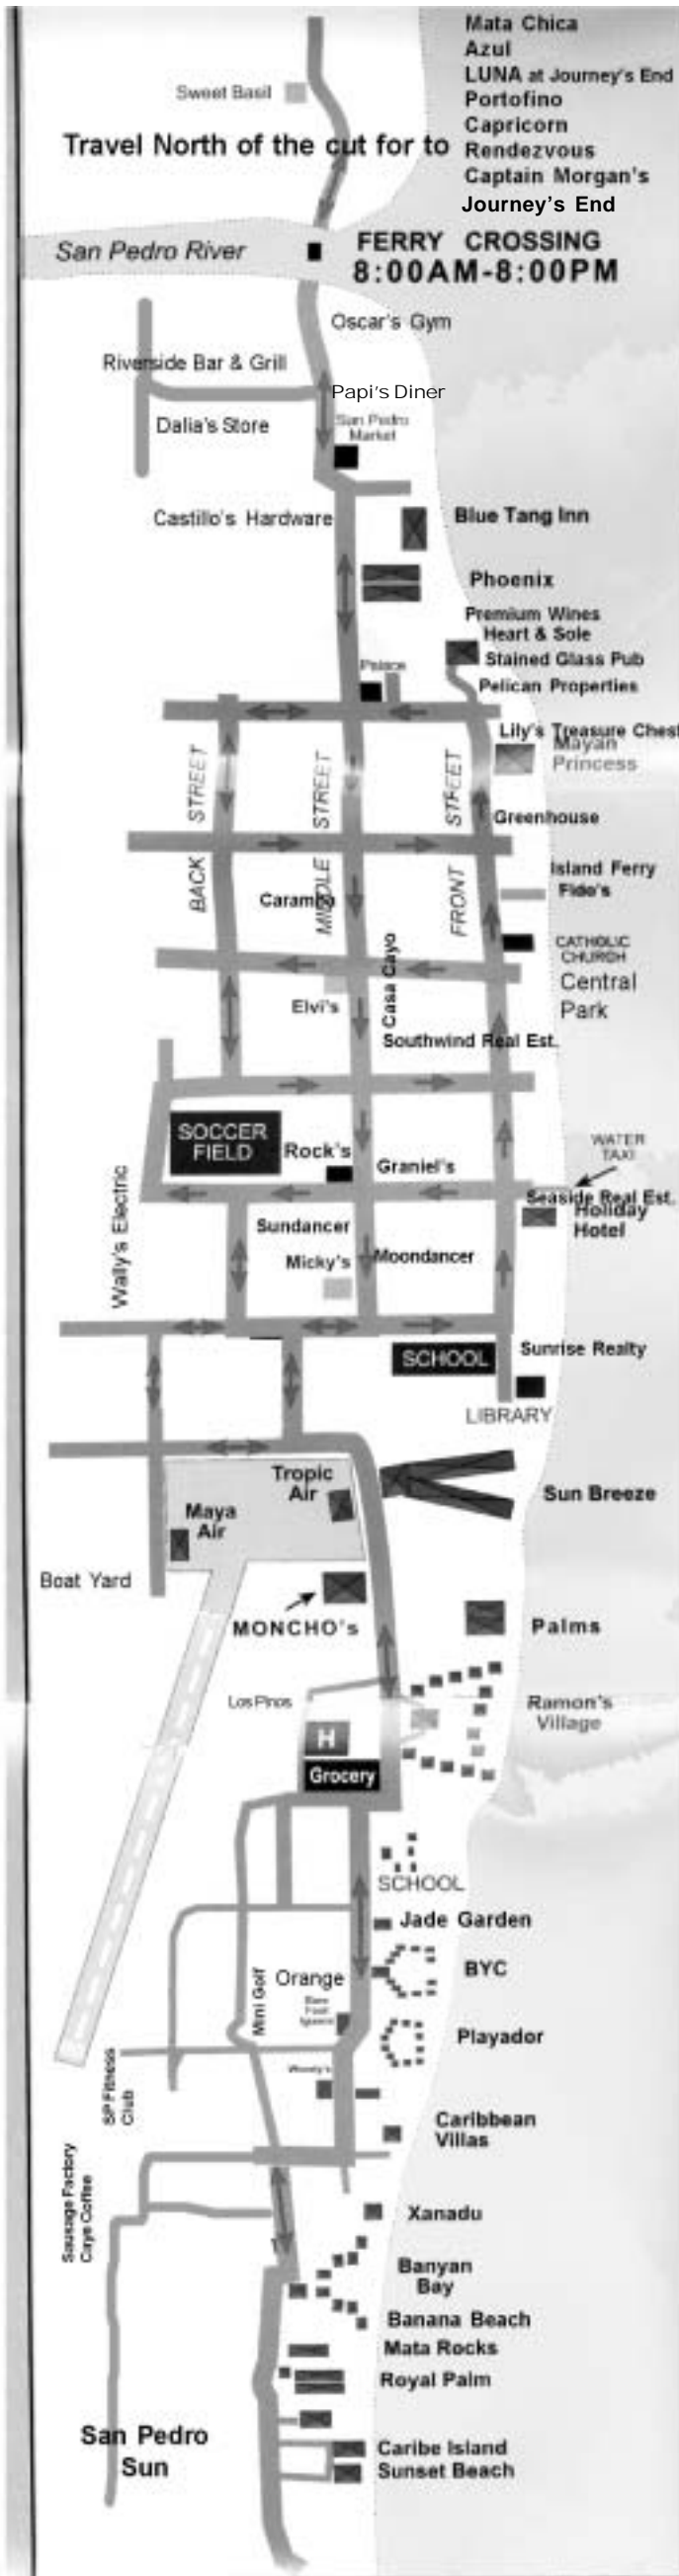 Mata Chica
Azul
LUNA at Journey's End
Portofino
Capricorn
Rendezvous
Captain Morgan's
Journey's End
Sweet Basil
Travel North of the cut for to
San Pedro River
FERRY CROSSING
8:00AM-8:00PM
Oscar's Gym
Riverside Bar & Grill
Papi's Diner
Dalia's Store
San Pedro
Market
Castillo's Hardware
Blue Tang Inn
Phoenix
Premium Wines
Heart & Sole
Stained Glass Pub
Palace
Pelican Properties
Lily's Treasure Chest
Mayan
Princess
BACK STREET
MIDDLE STREET
FRONT STREET
Greenhouse
Island Ferry
Fido's
Caramba
CATHOLIC
CHURCH
Central
Park
Casa Cayo
Elvi's
Southwind Real Est.
SOCCER
FIELD
Rock's
Graniel's
WATER
TAXI
Seaside Real Est.
Holiday
Hotel
Wally's Electric
Sundancer
Micky's
Moondancer
SCHOOL
Sunrise Realty
LIBRARY
Tropic
Air
Sun Breeze
Maya
Air
Boat Yard
MONCHO's
Palms
Los Pinos
Ramon's
Village
H
Grocery
SCHOOL
Jade Garden
BYC
Mini Golf
Orange
Playador
SP Fitness
Club
Woody's
Caribbean
Villas
Sausage Factory
Caye Coffee
Xanadu
Banyan
Bay
Banana Beach
Mata Rocks
Royal Palm
San Pedro
Sun
Caribe Island
Sunset Beach